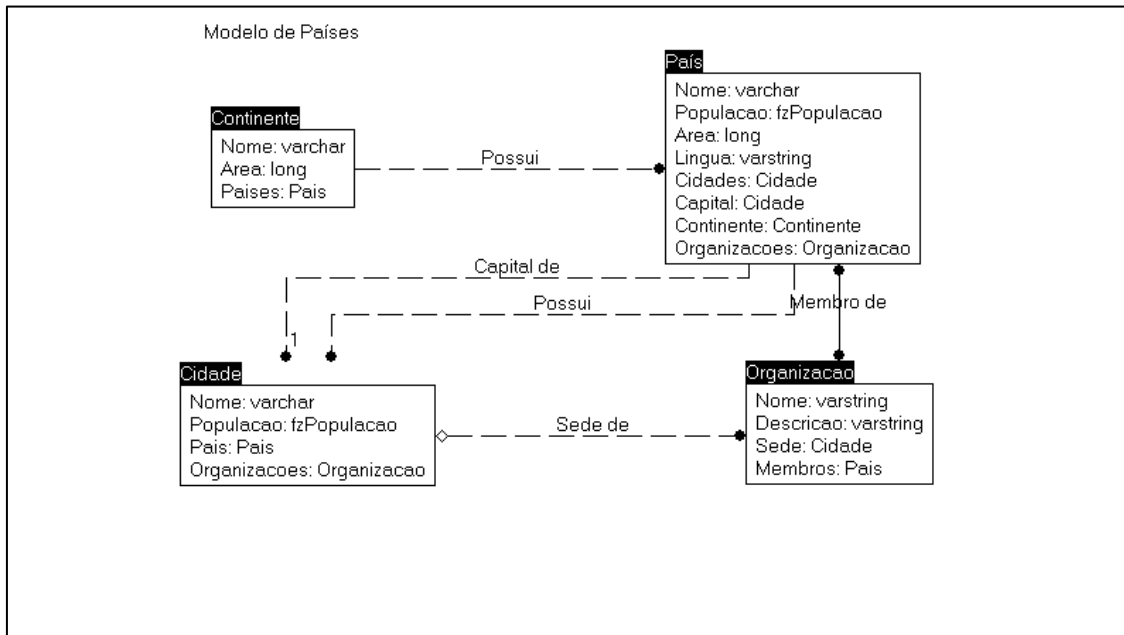 Modelo de Países
País
Nome: varchar
Populacao: fzPopulacao
Area: long
Lingua: varstring
Cidades: Cidade
Capital: Cidade
Continente: Continente
Organizacoes: Organizacao
Continente
Nome: varchar
Area: long
Paises: Pais
Possui
Capital de
Possui
Membro de
1
Cidade
Nome: varchar
Populacao: fzPopulacao
Pais: Pais
Organizacoes: Organizacao
Sede de
Organizacao
Nome: varstring
Descricao: varstring
Sede: Cidade
Membros: Pais